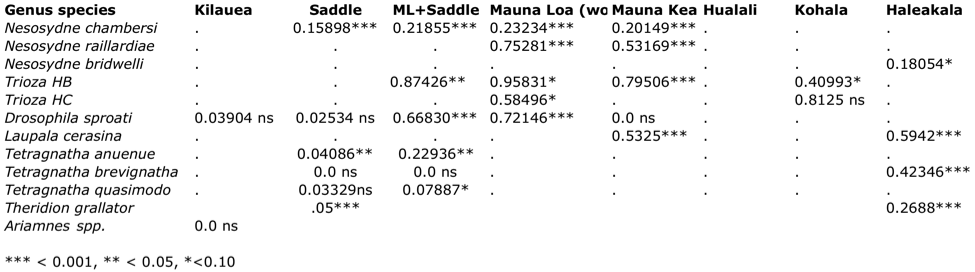 Genus species Kilauea Saddle ML+Saddle Mauna Loa (wo Mauna Kea Hualali Kohala Haleakala
Nesosydne chambersi . 0.15898*** 0.21855*** 0.23234*** 0.20149*** . . .
Nesosydne raillardiae . . . 0.75281*** 0.53169*** . . .
Nesosydne bridwelli . . . . . . . 0.18054*
Trioza HB . . 0.87426** 0.95831* 0.79506*** . 0.40993* .
Trioza HC . . . 0.58496* . . 0.8125 ns .
Drosophila sproati 0.03904 ns 0.02534 ns 0.66830*** 0.72146*** 0.0 ns . . .
Laupala cerasina . . . . 0.5325*** . . 0.5942***
Tetragnatha anuenue . 0.04086** 0.22936** . . . . .
Tetragnatha brevignatha . 0.0 ns 0.0 ns . . . . 0.42346***
Tetragnatha quasimodo . 0.03329ns 0.07887* . . . . .
Theridion grallator .05*** 0.2688***
Ariamnes spp. 0.0 ns
*** < 0.001, ** < 0.05, *<0.10